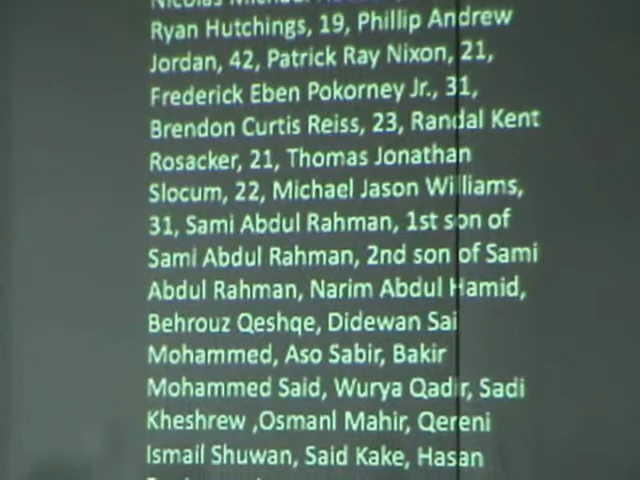 Ryan Hutchings, 19, Phillip Andrew
Jordan, 42, Patrick Ray Nixon, 21,
Frederick Eben Pokorney Jr., 31,
Brendon Curtis Reiss, 23, Randal Kent
Rosacker, 21, Thomas Jonathan
Slocum, 22, Michael Jason Williams,
31, Sami Abdul Rahman, 1st son of
Sami Abdul Rahman, 2nd son of Sami
Abdul Rahman, Narim Abdul Hamid,
Behrouz Qeshqe, Didewan Sai
Mohammed, Aso Sabir, Bakir
Mohammed Said, Wurya Qadir, Sadi
Kheshrew ,Osmanl Mahir, Qereni
Ismail Shuwan, Said Kake, Hasan